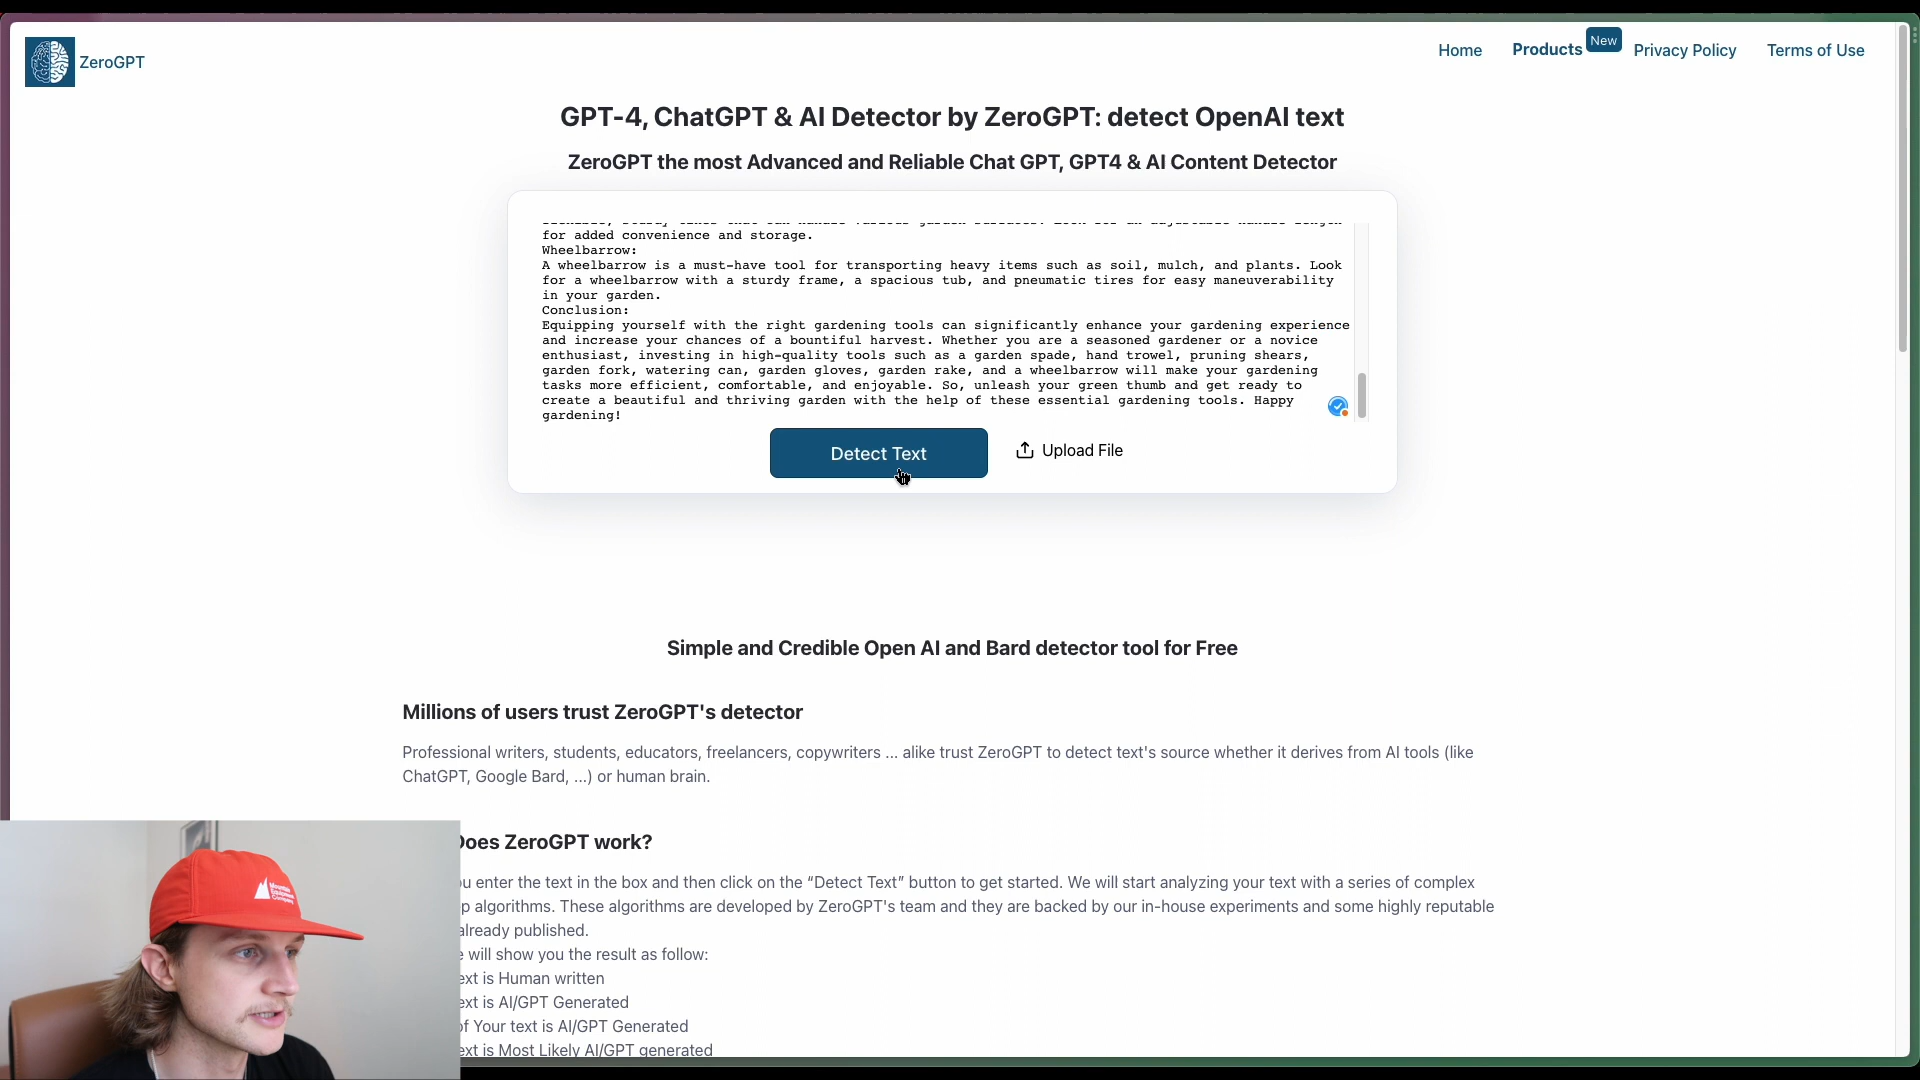 ZeroGPT
Home
Products
New
Privacy Policy
Terms of Use
GPT-4, ChatGPT & AI Detector by ZeroGPT: detect OpenAI text
ZeroGPT the most Advanced and Reliable Chat GPT, GPT4 & AI Content Detector
for added convenience and storage.
Wheelbarrow:
A wheelbarrow is a must-have tool for transporting heavy items such as soil, mulch, and plants. Look
for a wheelbarrow with a sturdy frame, a spacious tub, and pneumatic tires for easy maneuverability
in your garden.
Conclusion:
Equipping yourself with the right gardening tools can significantly enhance your gardening experience
and increase your chances of a bountiful harvest. Whether you are a seasoned gardener or a novice
enthusiast, investing in high-quality tools such as a garden spade, hand trowel, pruning shears,
garden fork, watering can, garden gloves, garden rake, and a wheelbarrow will make your gardening
tasks more efficient, comfortable, and enjoyable. So, unleash your green thumb and get ready to
create a beautiful and thriving garden with the help of these essential gardening tools. Happy
gardening!
Detect Text
Upload File
Simple and Credible Open AI and Bard detector tool for Free
Millions of users trust ZeroGPT's detector
Professional writers, students, educators, freelancers, copywriters ... alike trust ZeroGPT to detect text's source whether it derives from AI tools (like
ChatGPT, Google Bard, ...) or human brain.
Does ZeroGPT work?
u enter the text in the box and then click on the “Detect Text” button to get started. We will start analyzing your text with a series of complex
p algorithms. These algorithms are developed by ZeroGPT's team and they are backed by our in-house experiments and some highly reputable
already published.
e will show you the result as follow:
ext is Human written
ext is AI/GPT Generated
of Your text is AI/GPT Generated
ext is Most Likely AI/GPT generated